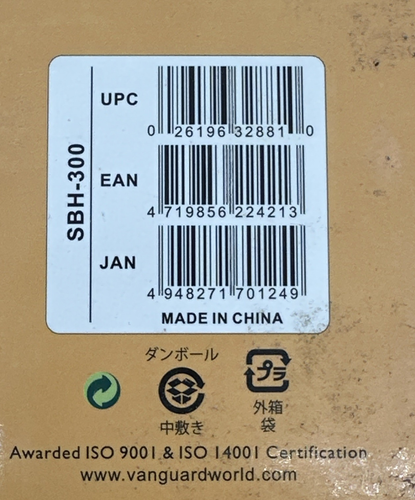 SBH-300
UPC
0 26196 32881 0
EAN
4 719856 224213
JAN
4 948271 701249
MADE IN CHINA
ダンボール
プラ
中敷き
外箱
袋
Awarded ISO 9001 & ISO 14001 Certification
www.vanguardworld.com